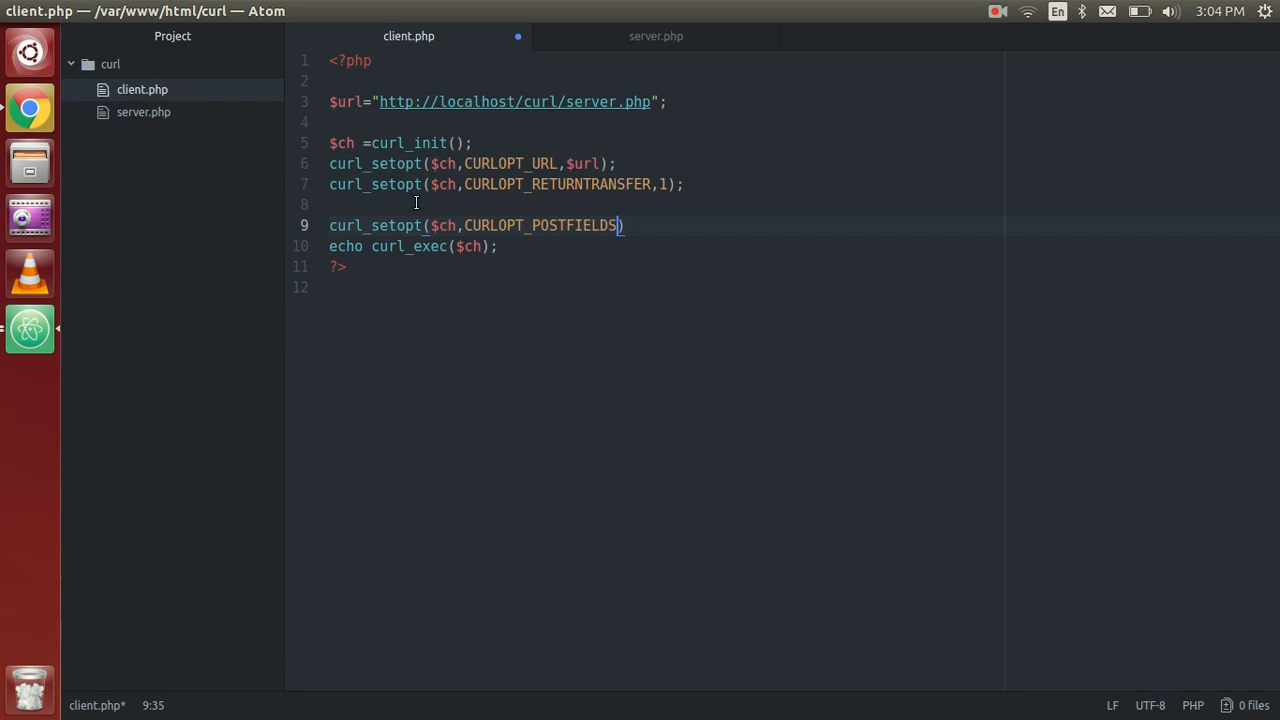 client.php — /var/www/html/curl — Atom
En
3:04 PM
Project
client.php
server.php
curl
client.php
server.php
1 <?php
2
3 $url="http://localhost/curl/server.php";
4
5 $ch =curl_init();
6 curl_setopt($ch,CURLOPT_URL,$url);
7 curl_setopt($ch,CURLOPT_RETURNTRANSFER,1);
8
9 curl_setopt($ch,CURLOPT_POSTFIELDS)
10 echo curl_exec($ch);
11 ?>
12
client.php* 9:35
LF UTF-8 PHP 0 files